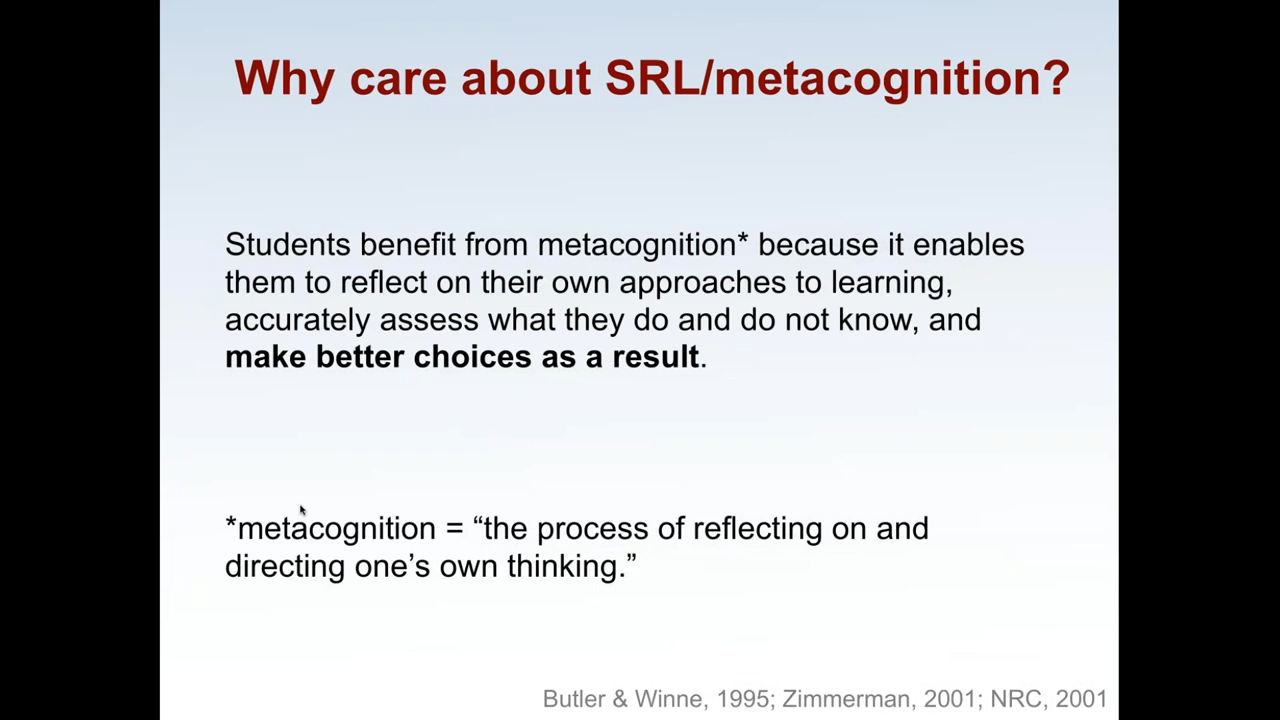 Why care about SRL/metacognition?
Students benefit from metacognition* because it enables
them to reflect on their own approaches to learning,
accurately assess what they do and do not know, and
make better choices as a result.
*metacognition = “the process of reflecting on and
directing one’s own thinking.”
Butler & Winne, 1995; Zimmerman, 2001; NRC, 2001